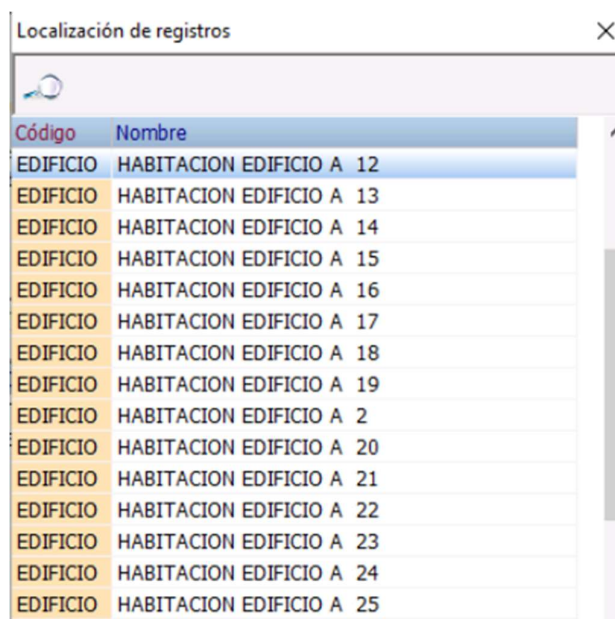 Localización de registros
Código Nombre
EDIFICIO HABITACION EDIFICIO A 12
EDIFICIO HABITACION EDIFICIO A 13
EDIFICIO HABITACION EDIFICIO A 14
EDIFICIO HABITACION EDIFICIO A 15
EDIFICIO HABITACION EDIFICIO A 16
EDIFICIO HABITACION EDIFICIO A 17
EDIFICIO HABITACION EDIFICIO A 18
EDIFICIO HABITACION EDIFICIO A 19
EDIFICIO HABITACION EDIFICIO A 2
EDIFICIO HABITACION EDIFICIO A 20
EDIFICIO HABITACION EDIFICIO A 21
EDIFICIO HABITACION EDIFICIO A 22
EDIFICIO HABITACION EDIFICIO A 23
EDIFICIO HABITACION EDIFICIO A 24
EDIFICIO HABITACION EDIFICIO A 25